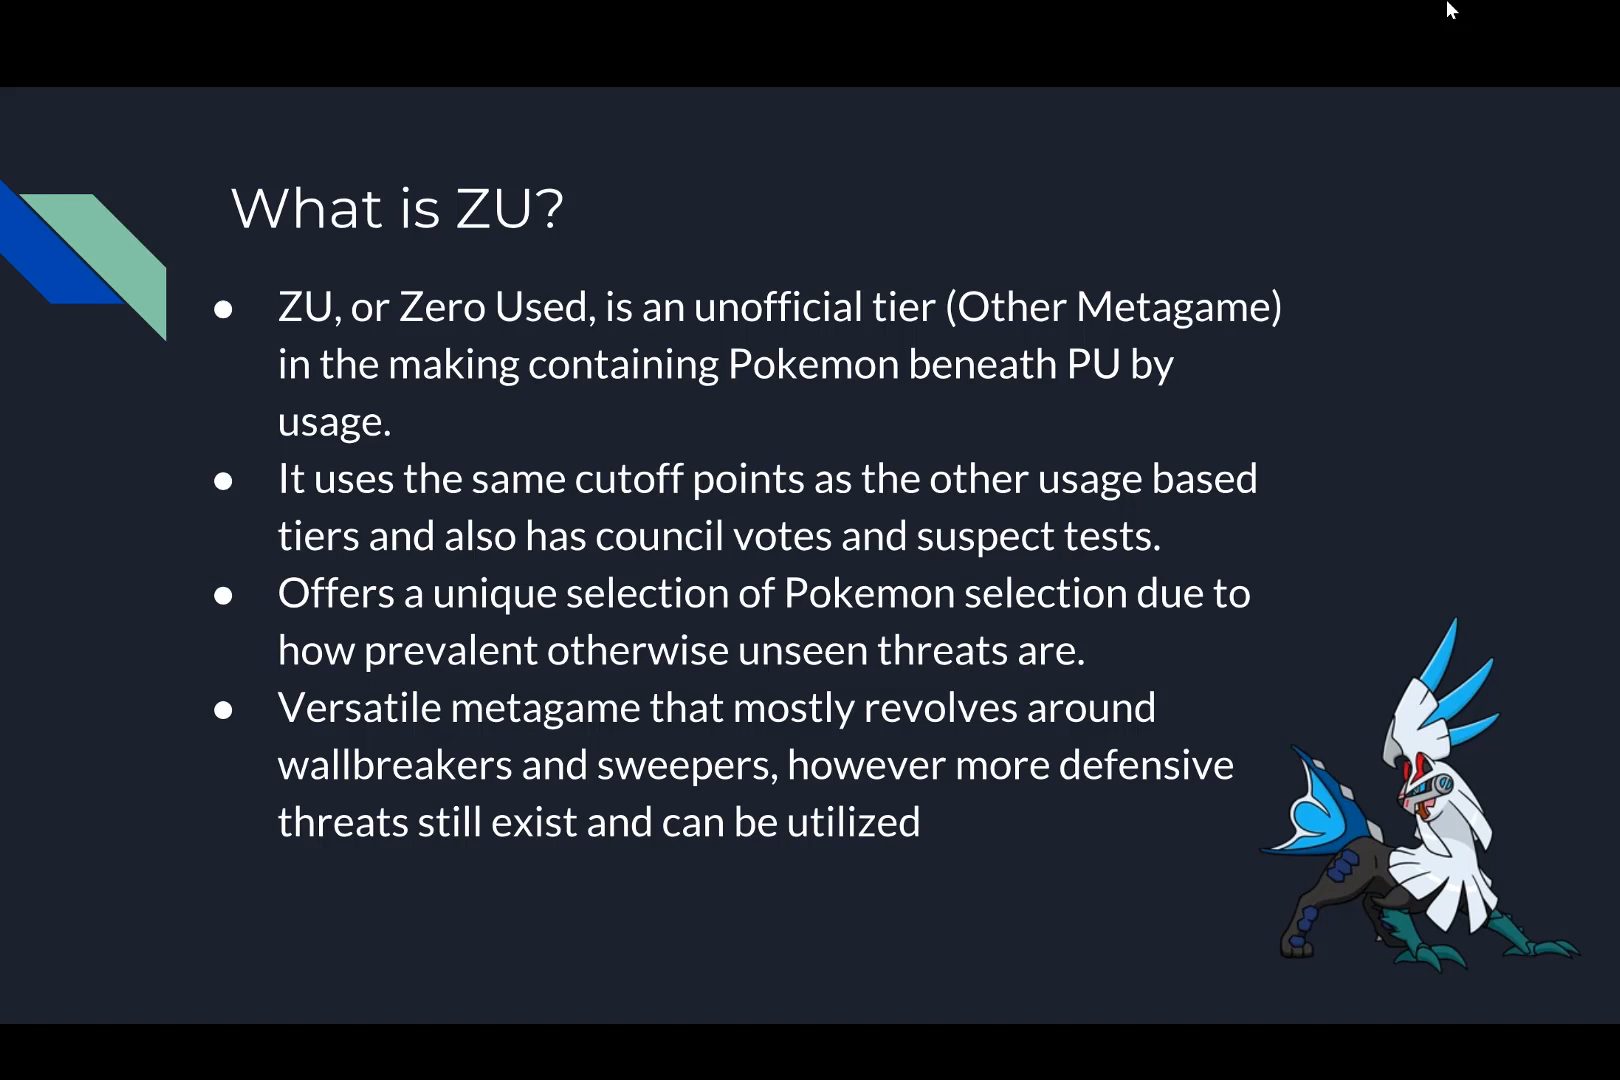 What is ZU?
● ZU, or Zero Used, is an unofficial tier (Other Metagame)
in the making containing Pokemon beneath PU by
usage.
● It uses the same cutoff points as the other usage based
tiers and also has council votes and suspect tests.
● Offers a unique selection of Pokemon selection due to
how prevalent otherwise unseen threats are.
● Versatile metagame that mostly revolves around
wallbreakers and sweepers, however more defensive
threats still exist and can be utilized